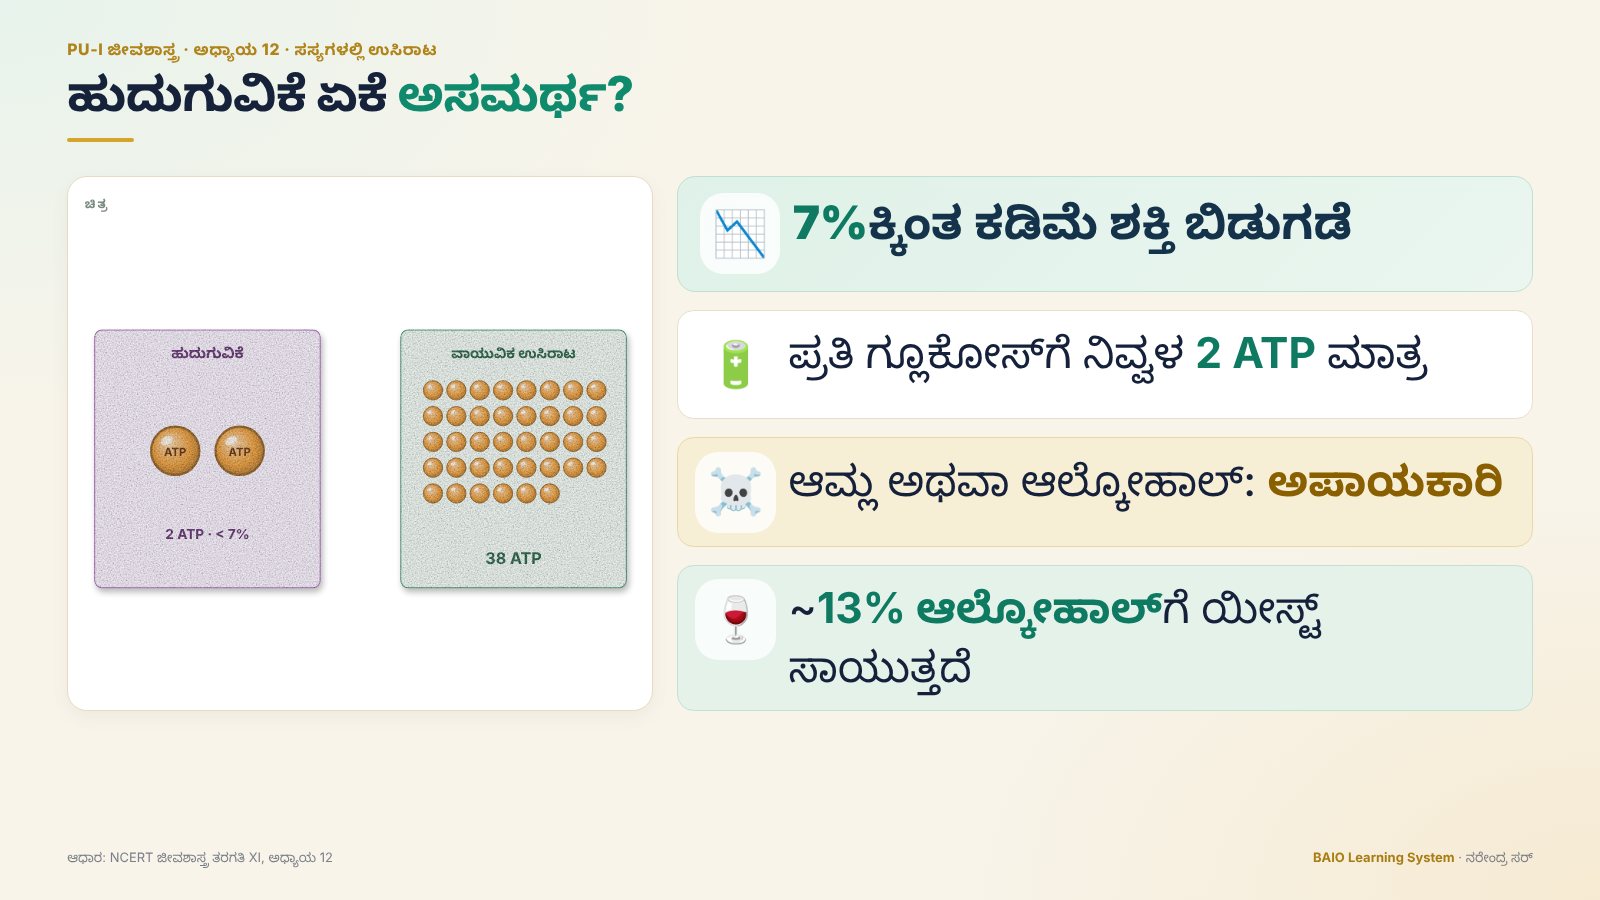 PU-I ಜೀವಶಾಸ್ತ್ರ · ಅಧ್ಯಾಯ 12 · ಸಸ್ಯಗಳಲ್ಲಿ ಉಸಿರಾಟ
ಹುದುಗುವಿಕೆ ಏಕೆ ಅಸಮರ್ಥ?
ಚಿತ್ರ
ಹುದುಗುವಿಕೆ
ATP ATP
2 ATP · < 7%
ವಾಯುವಿಕ ಉಸಿರಾಟ
38 ATP
7%ಕ್ಕಿಂತ ಕಡಿಮೆ ಶಕ್ತಿ ಬಿಡುಗಡೆ
ಪ್ರತಿ ಗ್ಲೂಕೋಸ್‌ಗೆ ನಿವ್ವಳ 2 ATP ಮಾತ್ರ
ಆಮ್ಲ ಅಥವಾ ಆಲ್ಕೋಹಾಲ್: ಅಪಾಯಕಾರಿ
~13% ಆಲ್ಕೋಹಾಲ್‌ಗೆ ಯೀಸ್ಟ್
ಸಾಯುತ್ತದೆ
ಆಧಾರ: NCERT ಜೀವಶಾಸ್ತ್ರ ತರಗತಿ XI, ಅಧ್ಯಾಯ 12
BAIO Learning System · ನರೇಂದ್ರ ಸರ್